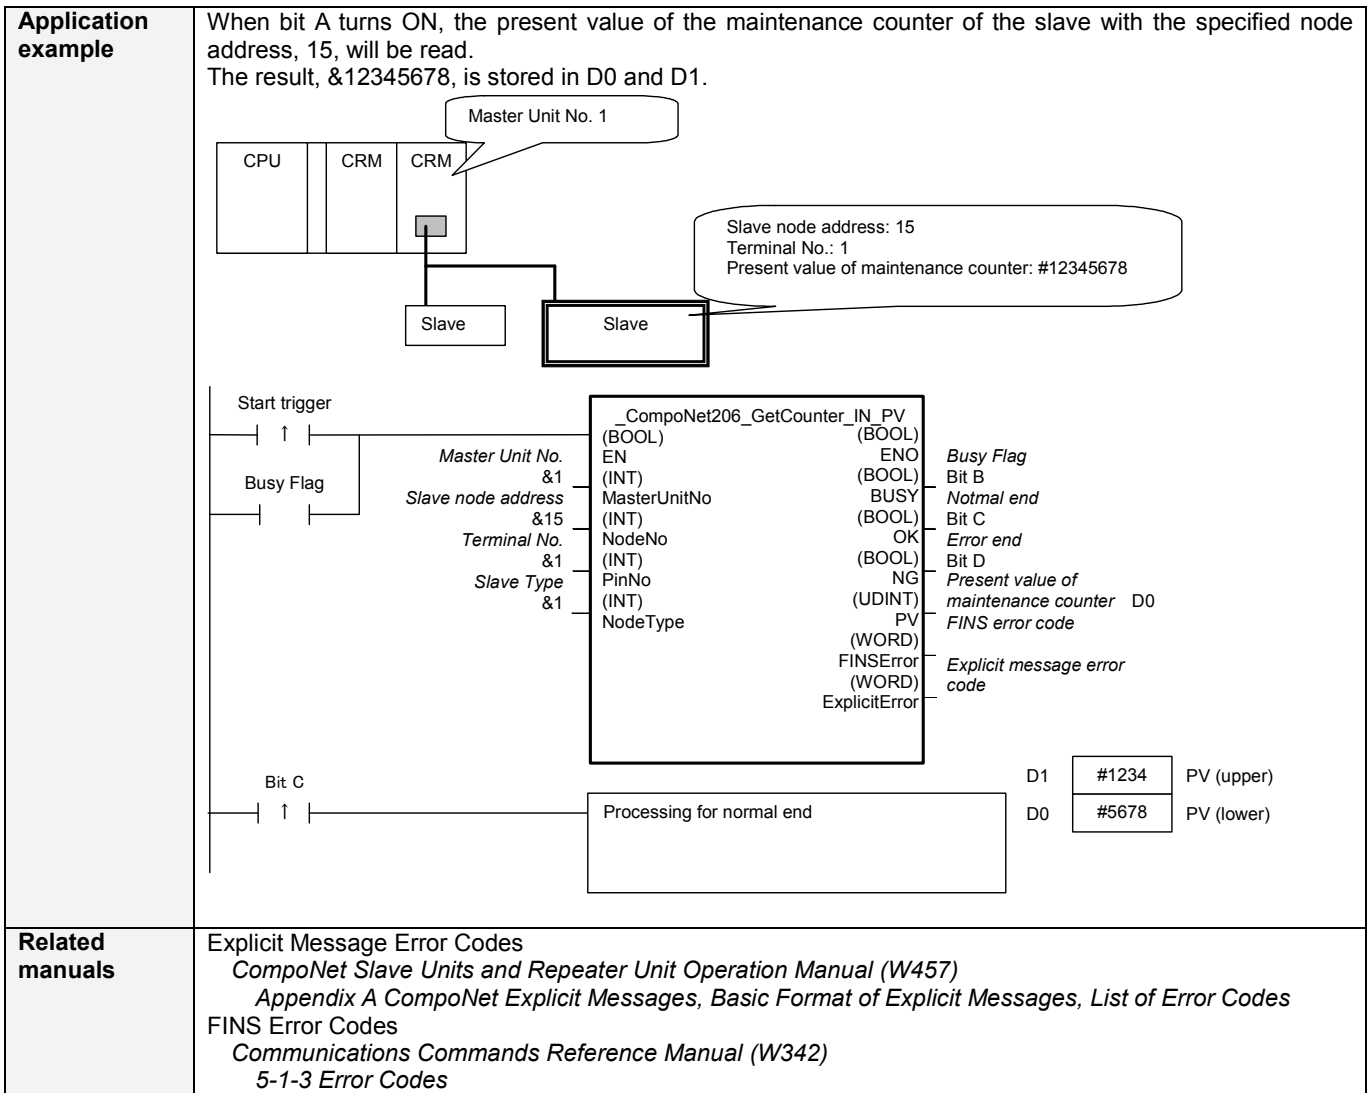 Application
example
When bit A turns ON, the present value of the maintenance counter of the slave with the specified node
address, 15, will be read.
The result, &12345678, is stored in D0 and D1.
Master Unit No. 1
CPU
CRM
CRM
Slave node address: 15
Terminal No.: 1
Present value of maintenance counter: #12345678
Slave
Slave
Start trigger
↑
Busy Flag
Master Unit No.
&1
Slave node address
&15
Terminal No.
&1
Slave Type
&1
_CompoNet206_GetCounter_IN_PV
(BOOL)
EN
(INT)
MasterUnitNo
(INT)
NodeNo
(INT)
PinNo
(INT)
NodeType
(BOOL)
ENO
(BOOL)
BUSY
(BOOL)
OK
(BOOL)
NG
(UDINT)
PV
(WORD)
FINSError
(WORD)
ExplicitError
Busy Flag
Bit B
Notmal end
Bit C
Error end
Bit D
Present value of
maintenance counter D0
FINS error code
Explicit message error
code
Bit C
↑
Processing for normal end
D1 #1234 PV (upper)
D0 #5678 PV (lower)
Related
manuals
Explicit Message Error Codes
CompoNet Slave Units and Repeater Unit Operation Manual (W457)
Appendix A CompoNet Explicit Messages, Basic Format of Explicit Messages, List of Error Codes
FINS Error Codes
Communications Commands Reference Manual (W342)
5-1-3 Error Codes